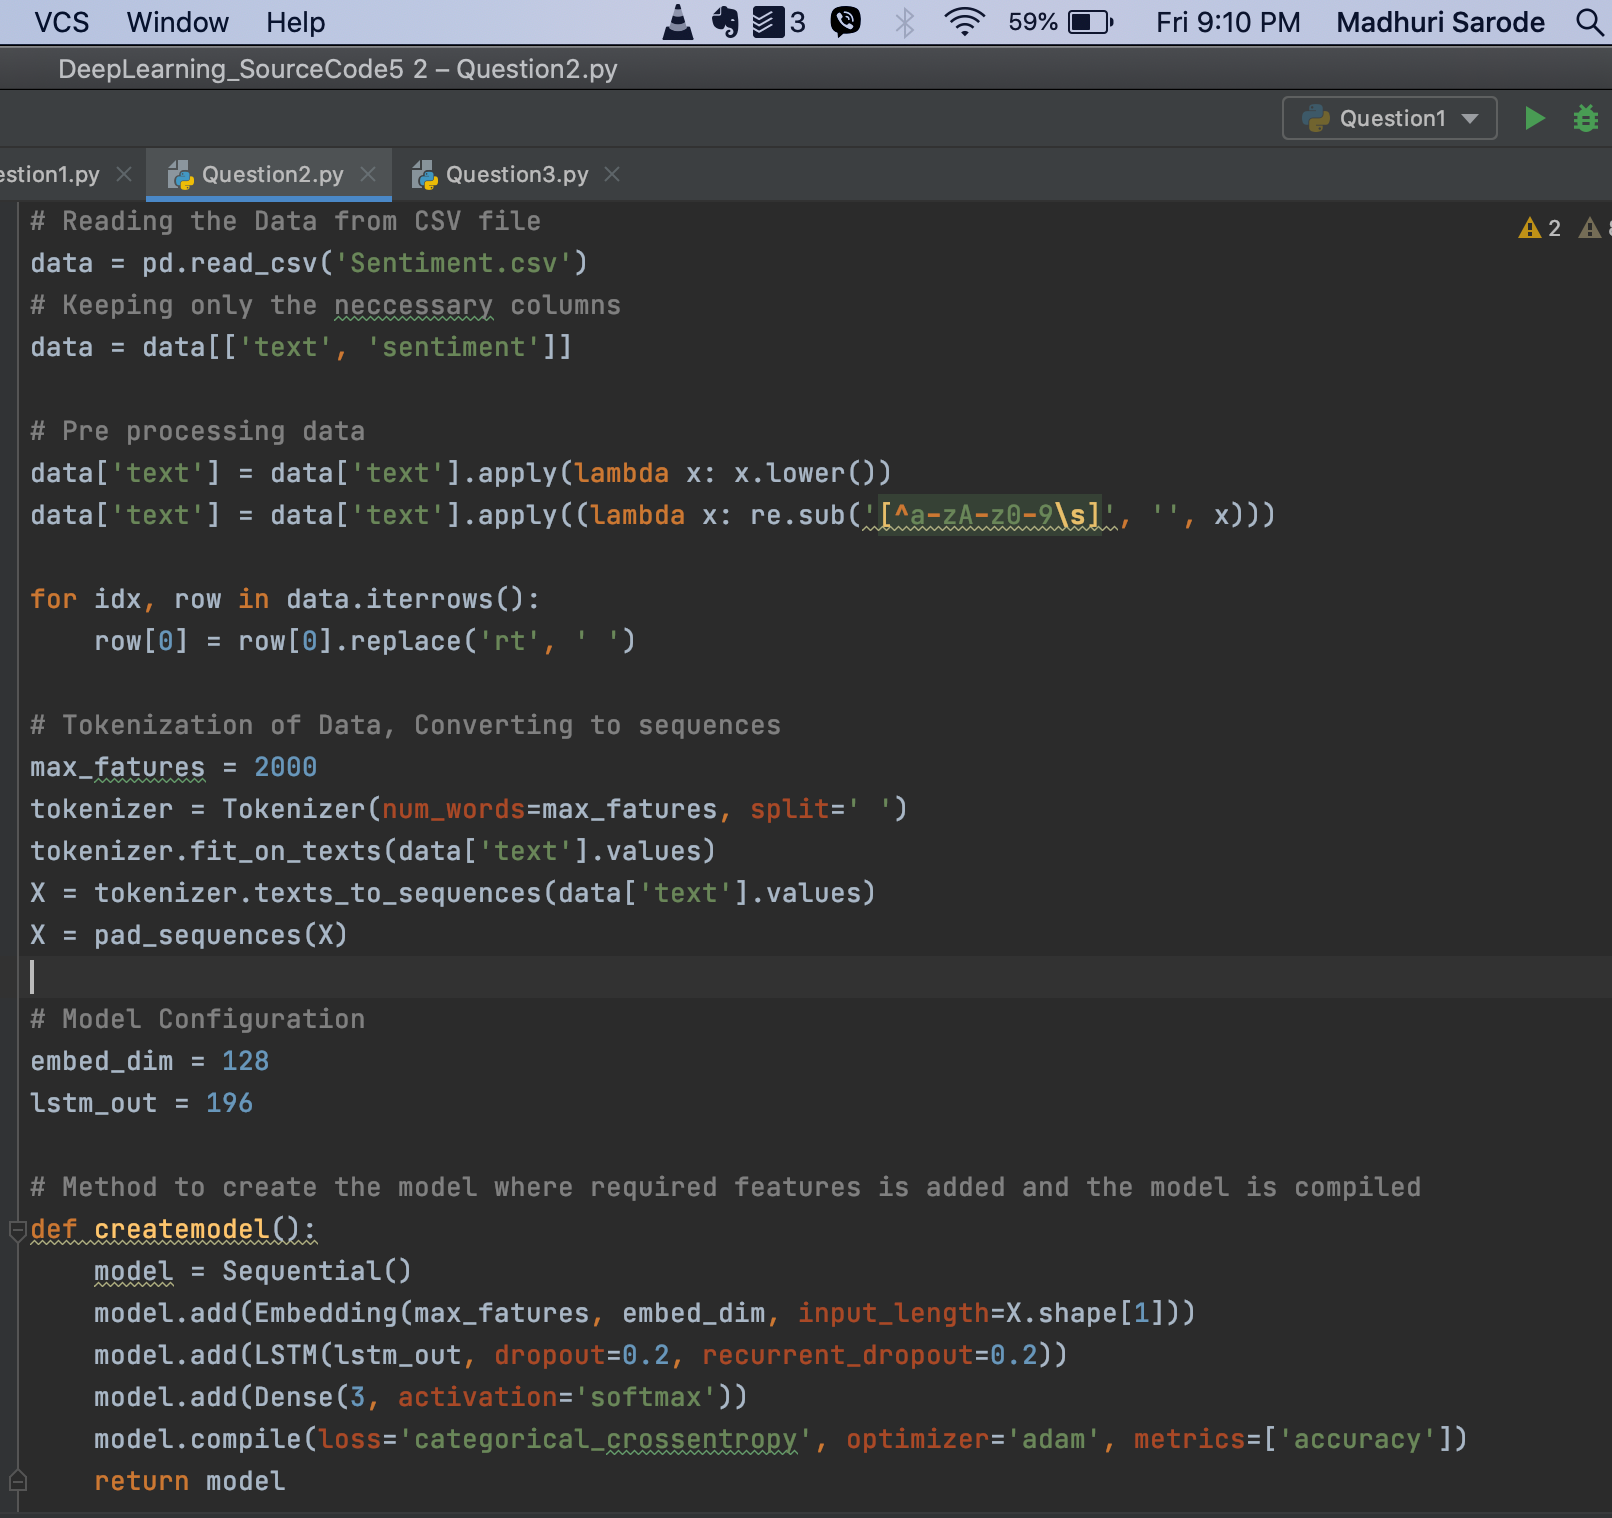 VCS Window Help 3 59% Fri 9:10 PM Madhuri Sarode
DeepLearning_SourceCode5 2 – Question2.py
Question1
estion1.py Question2.py Question3.py
2
# Reading the Data from CSV file
data = pd.read_csv('Sentiment.csv')
# Keeping only the neccessary columns
data = data[['text', 'sentiment']]
# Pre processing data
data['text'] = data['text'].apply(lambda x: x.lower())
data['text'] = data['text'].apply((lambda x: re.sub('[^a-zA-z0-9\s]', '', x)))
for idx, row in data.iterrows():
    row[0] = row[0].replace('rt', ' ')
# Tokenization of Data, Converting to sequences
max_fatures = 2000
tokenizer = Tokenizer(num_words=max_fatures, split=' ')
tokenizer.fit_on_texts(data['text'].values)
X = tokenizer.texts_to_sequences(data['text'].values)
X = pad_sequences(X)
# Model Configuration
embed_dim = 128
lstm_out = 196
# Method to create the model where required features is added and the model is compiled
def createmodel():
    model = Sequential()
    model.add(Embedding(max_fatures, embed_dim, input_length=X.shape[1]))
    model.add(LSTM(lstm_out, dropout=0.2, recurrent_dropout=0.2))
    model.add(Dense(3, activation='softmax'))
    model.compile(loss='categorical_crossentropy', optimizer='adam', metrics=['accuracy'])
    return model